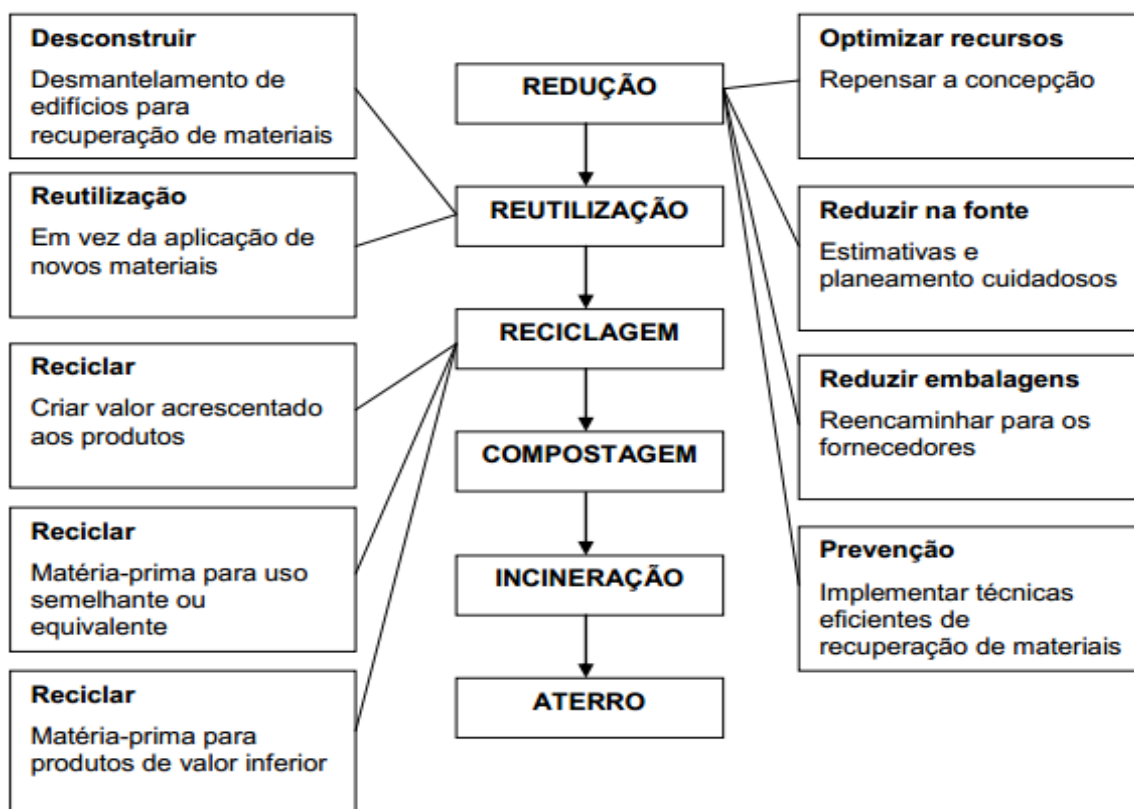 Desconstruir
Desmantelamento de
edifícios para
recuperação de materiais
Reutilização
Em vez da aplicação de
novos materiais
Reciclar
Criar valor acrescentado
aos produtos
Reciclar
Matéria-prima para uso
semelhante ou
equivalente
Reciclar
Matéria-prima para
produtos de valor inferior
REDUÇÃO
REUTILIZAÇÃO
RECICLAGEM
COMPOSTAGEM
INCINERAÇÃO
ATERRO
Optimizar recursos
Repensar a concepção
Reduzir na fonte
Estimativas e
planeamento cuidadosos
Reduzir embalagens
Reencaminhar para os
fornecedores
Prevenção
Implementar técnicas
eficientes de
recuperação de materiais